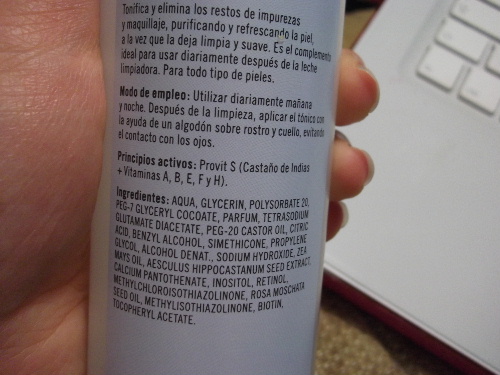 Tonifica y elimina los restos de impurezas
y maquillaje, purificando y refrescando la piel,
a la vez que la deja limpia y suave. Es el complemento
ideal para usar diariamente después de la leche
limpiadora. Para todo tipo de pieles.
Modo de empleo: Utilizar diariamente mañana
y noche. Después de la limpieza, aplicar el tónico con
la ayuda de un algodón sobre rostro y cuello, evitando
el contacto con los ojos.
Principios activos: Provit S (Castaño de Indias
+ Vitaminas A, B, E, F y H).
Ingredientes: AQUA, GLYCERIN, POLYSORBATE 20,
PEG-7 GLYCERYL COCOATE, PARFUM, TETRASODIUM
GLUTAMATE DIACETATE, PEG-20 CASTOR OIL, CITRIC
ACID, BENZYL ALCOHOL, SIMETHICONE, PROPYLENE
GLYCOL, ALCOHOL DENAT., SODIUM HYDROXIDE, ZEA
MAYS OIL, AESCULUS HIPPOCASTANUM SEED EXTRACT,
CALCIUM PANTOTHENATE, INOSITOL, RETINOL,
METHYLCHLOROISOTHIAZOLINONE, ROSA MOSCHATA
SEED OIL, METHYLISOTHIAZOLINONE, BIOTIN,
TOCOPHERYL ACETATE.